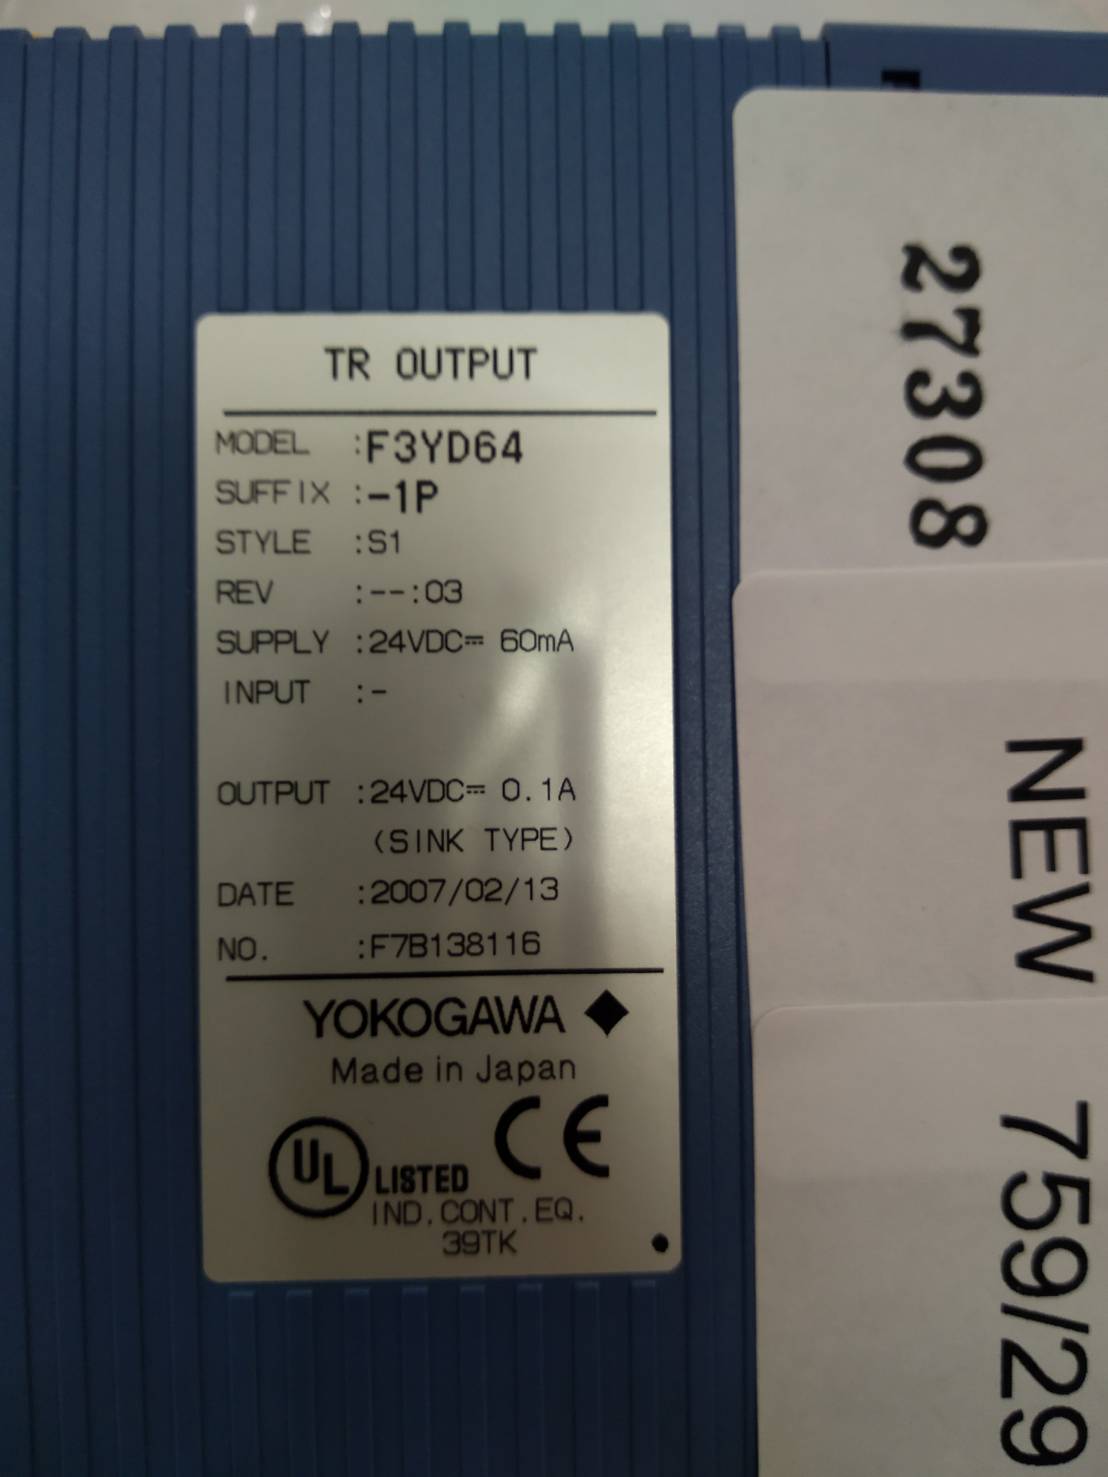 TR OUTPUT
MODEL :F3YD64
SUFFIX :-1P
STYLE :S1
REV :--:03
SUPPLY :24VDC⎓ 60mA
INPUT :-
OUTPUT :24VDC⎓ 0.1A
(SINK TYPE)
DATE :2007/02/13
NO. :F7B138116
YOKOGAWA
Made in Japan
UL LISTED CE
IND.CONT.EQ.
39TK
27308
NEW
759/29